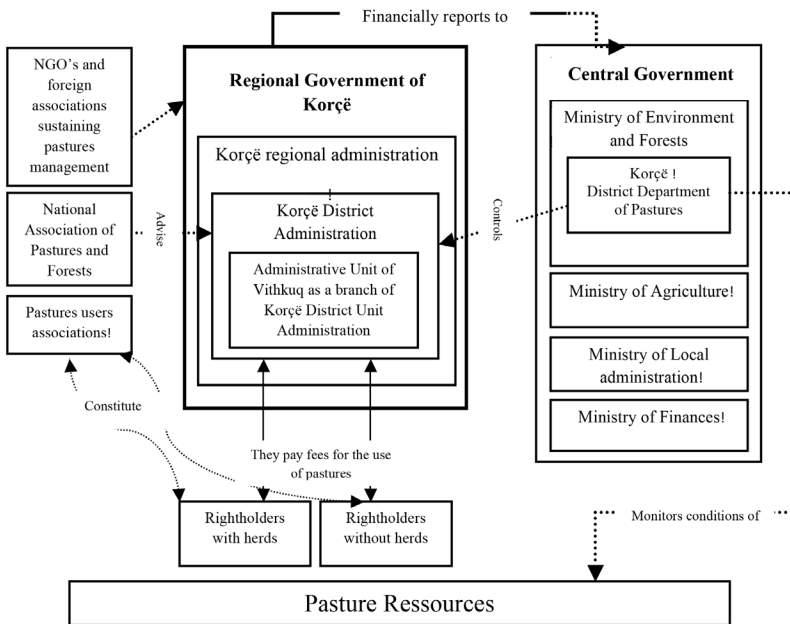 Financially reports to
NGO's and
foreign
associations
sustaining
pastures
management
National
Association of
Pastures and
Forests
Pastures users
associations!
Advise
Constitute
Regional Government of
Korçë
Korçë regional administration
!
Korçë District
Administration
Administrative Unit of
Vithkuq as a branch of
Korçë District Unit
Administration
Controls
Central Government
Ministry of Environment
and Forests
Korçë !
District Department
of Pastures
Ministry of Agriculture!
Ministry of Local
administration!
Ministry of Finances!
They pay fees for the use
of pastures
Rightholders
with herds
Rightholders
without herds
Monitors conditions of
Pasture Ressources